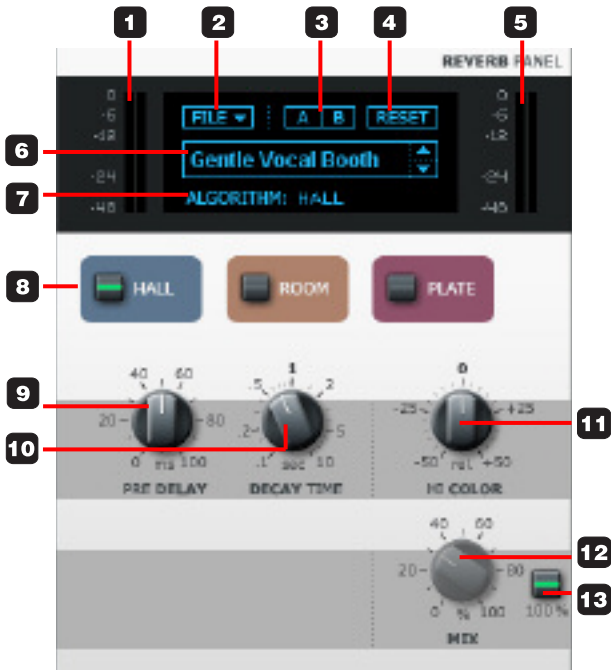 1 2 3 4 5
REVERB PANEL
0 0
-6 FILE A B RESET -6
-12 -12
6 Gentle Vocal Booth
-24 -24
7 ALGORITHM: HALL
-40 -40
8 HALL ROOM PLATE
40 60 .5 1 2 0
9
20 80 .2 5 -25 +25 11
10
0 ms 100 .1 sec 10 -50 rel +50
PRE DELAY DECAY TIME HI COLOR
40 60
12
20 80
13
0 % 100 100 %
MIX